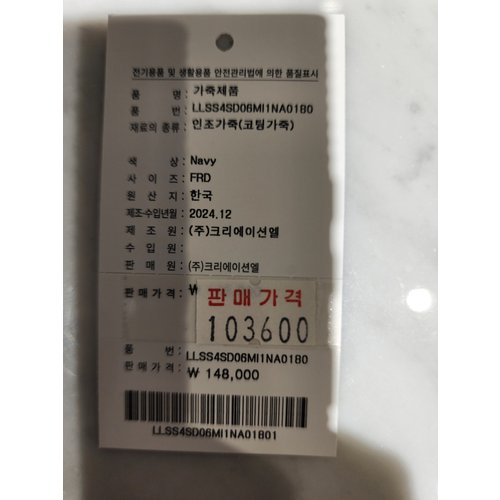 전기용품 및 생활용품 안전관리법에 의한 품질표시
품 명 : 가죽제품
품 번 : LLSS4SD06MI1NA01B0
재료의 종류 : 인조가죽(코팅가죽)
색 상 : Navy
사 이 즈 : FRD
원 산 지 : 한국
제조·수입년월 : 2024.12
제 조 원 : (주)크리에이션엘
수 입 원 :
판 매 원 : (주)크리에이션엘
판 매 가 격 : ₩
판매가격
103600
품 번 : LLSS4SD06MI1NA01B0
판 매 가 격 : ₩ 148,000
LLSS4SD06MI1NA01B01